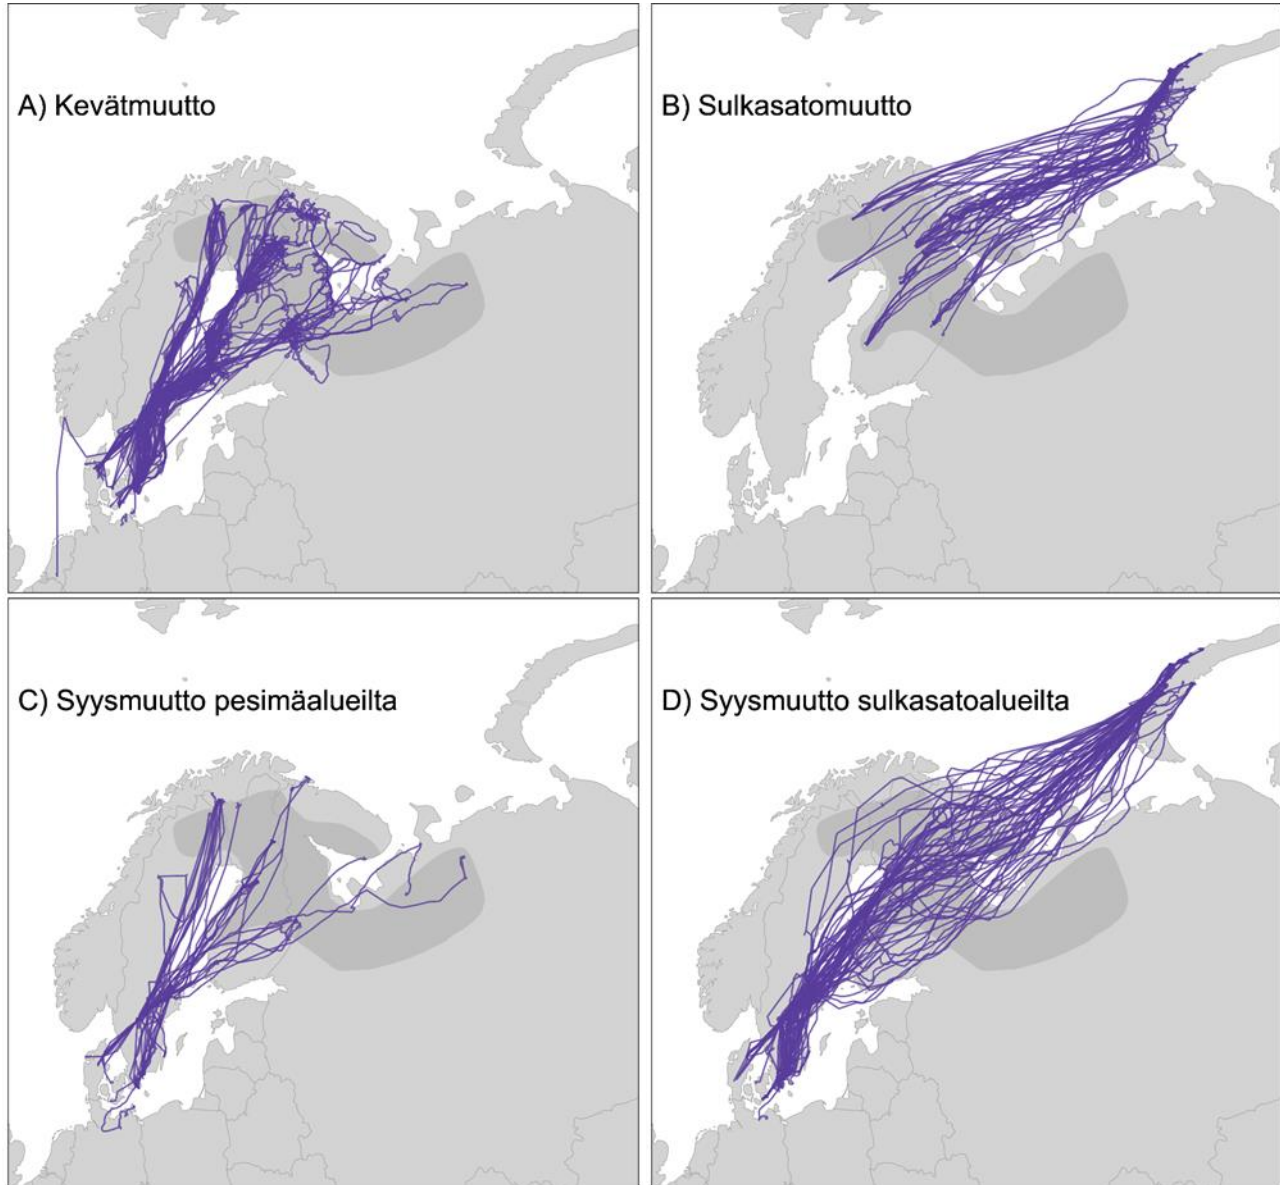 A) Kevätmuutto
B) Sulkasatomuutto
C) Syysmuutto pesimäalueilta
D) Syysmuutto sulkasatoalueilta